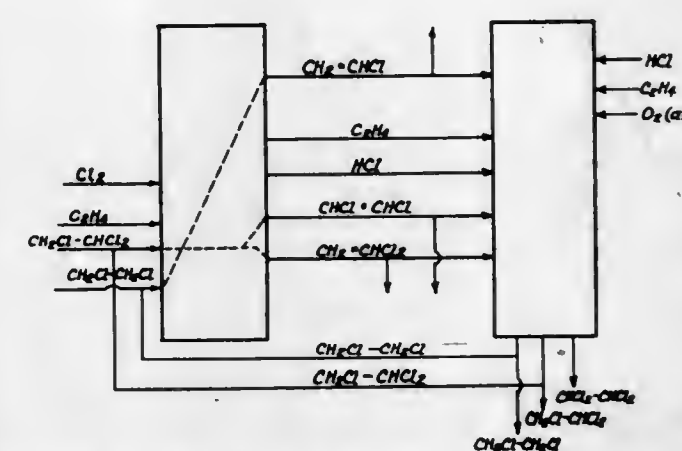 CH₂=CHCl
HCl
C₂H₄
C₂H₄
O₂ (a
HCl
Cl₂
CHCl=CHCl
C₂H₄
CH₂Cl-CHCl₂
CH₂=CHCl₂
CH₂Cl-CH₂Cl
CH₂Cl-CH₂Cl
CH₂Cl-CHCl₂
CHCl₂-CHCl₂
CH₂Cl-CHCl₂
CH₂Cl-CH₂Cl